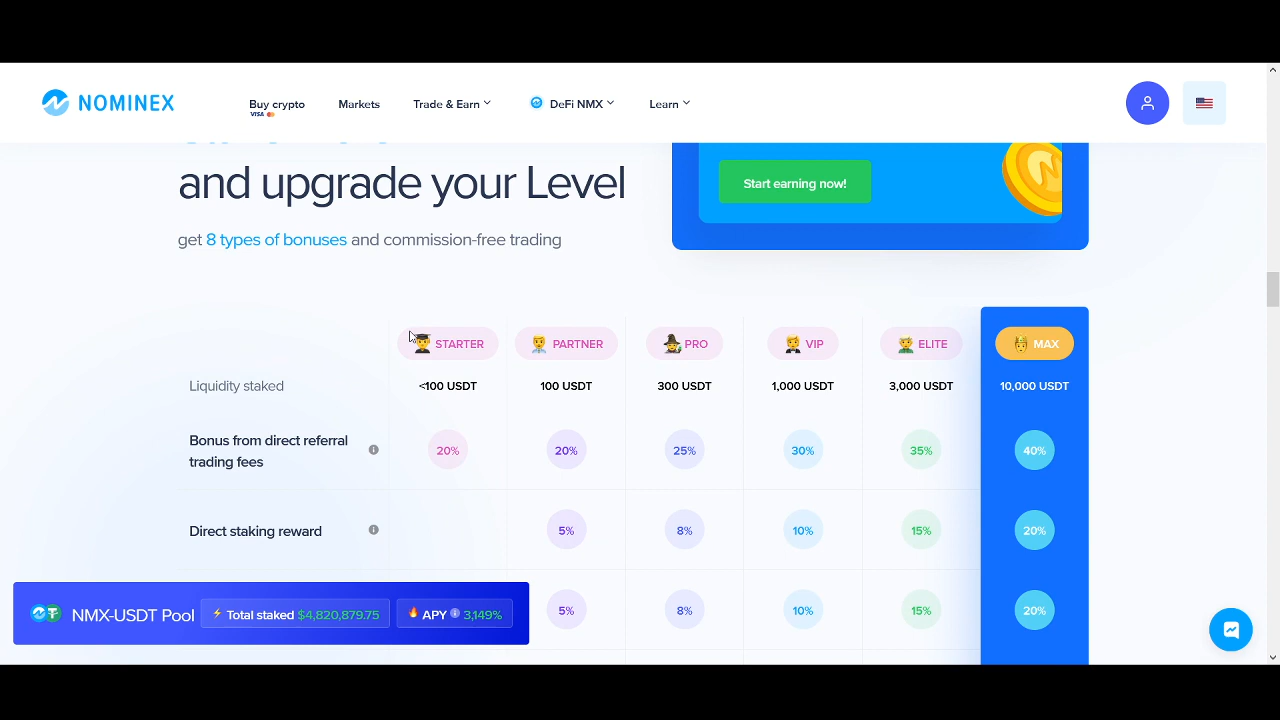 NOMINEX
Buy crypto
VISA
Markets
Trade & Earn
DeFi NMX
Learn
and upgrade your Level
get 8 types of bonuses and commission-free trading
Start earning now!
STARTER PARTNER PRO VIP ELITE MAX
Liquidity staked <100 USDT 100 USDT 300 USDT 1,000 USDT 3,000 USDT 10,000 USDT
Bonus from direct referral
trading fees
20% 20% 25% 30% 35% 40%
Direct staking reward 5% 8% 10% 15% 20%
NMX-USDT Pool Total staked $4,820,879.75 APY 3,149%
5% 8% 10% 15% 20%